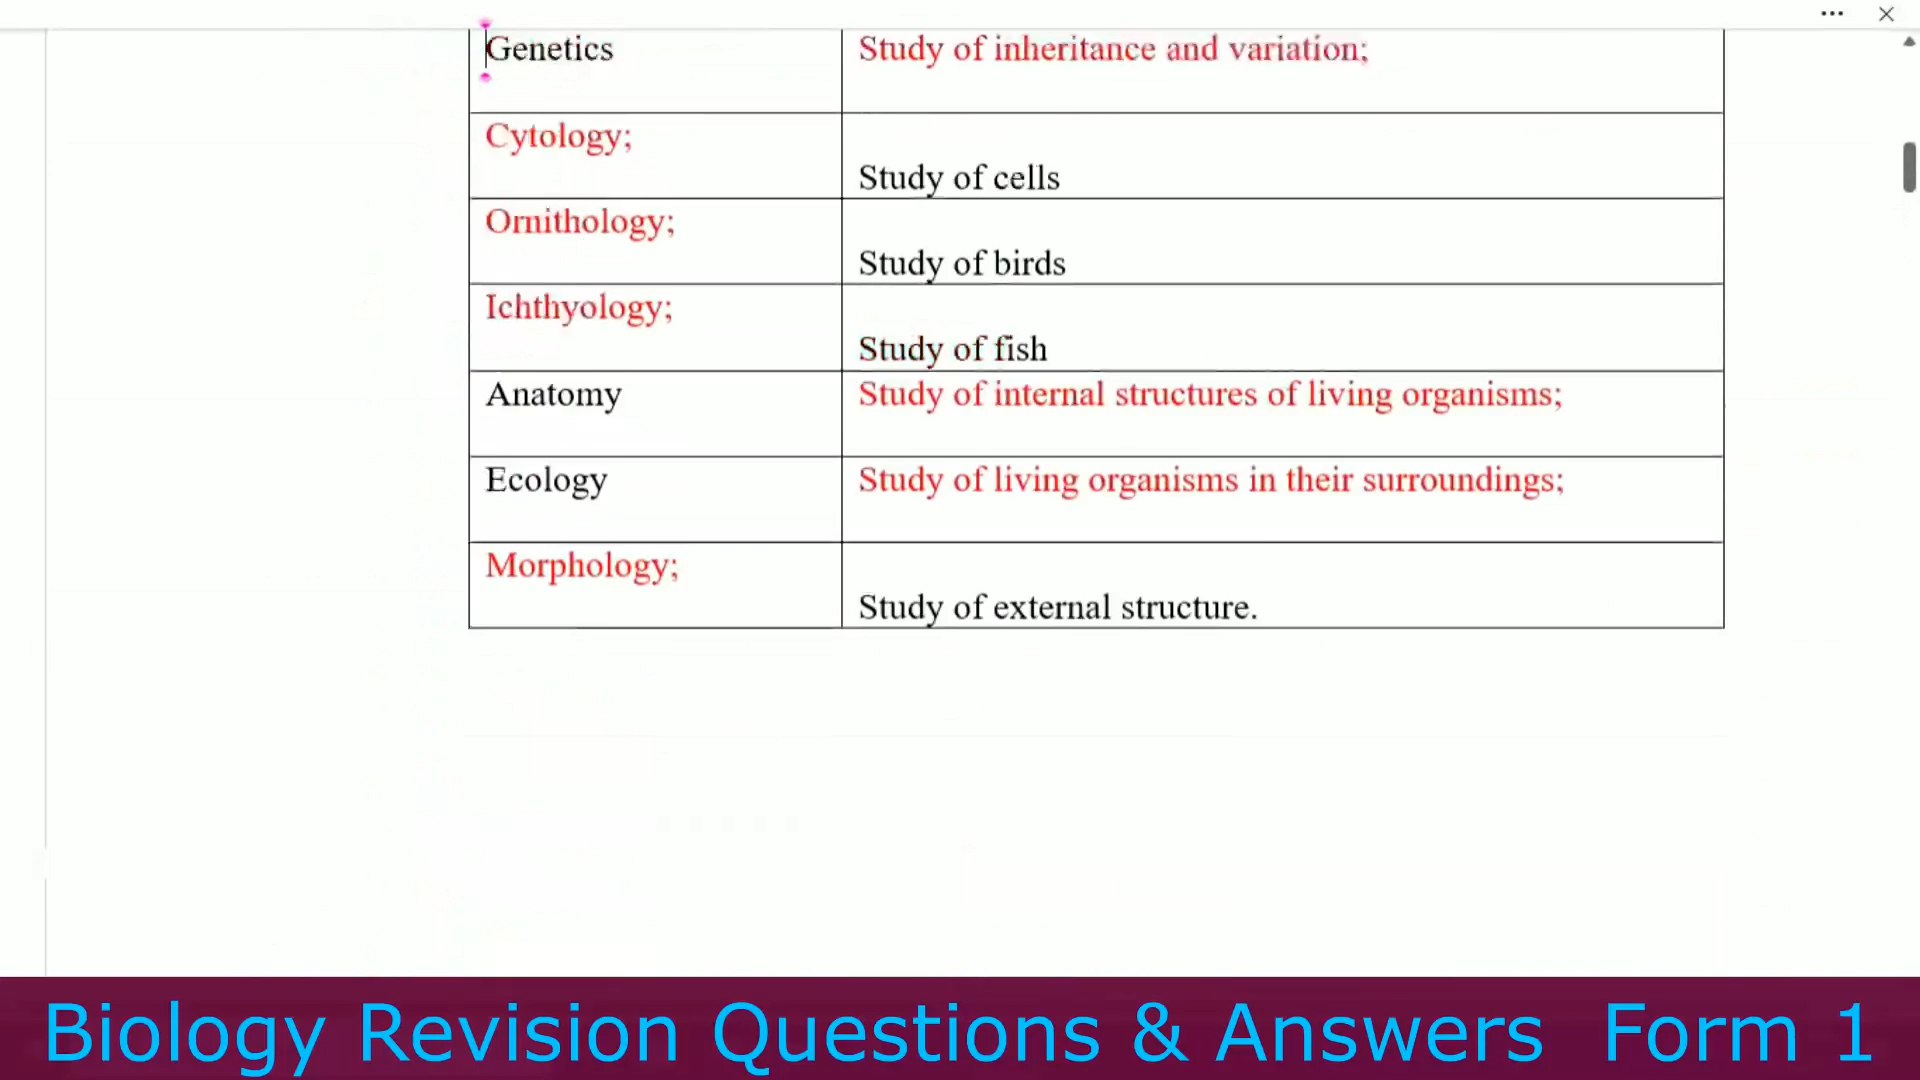 Genetics Study of inheritance and variation;
Cytology;
Study of cells
Ornithology;
Study of birds
Ichthyology;
Study of fish
Anatomy Study of internal structures of living organisms;
Ecology Study of living organisms in their surroundings;
Morphology;
Study of external structure.
Biology Revision Questions & Answers Form 1